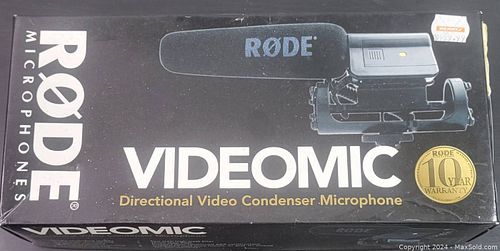 RØDE®
MICROPHONES
RØDE
VIDEOMIC
Directional Video Condenser Microphone
RØDE
10 YEAR
WARRANTY
VIDEOMIC
Copyright 2024 - MaxSold.com